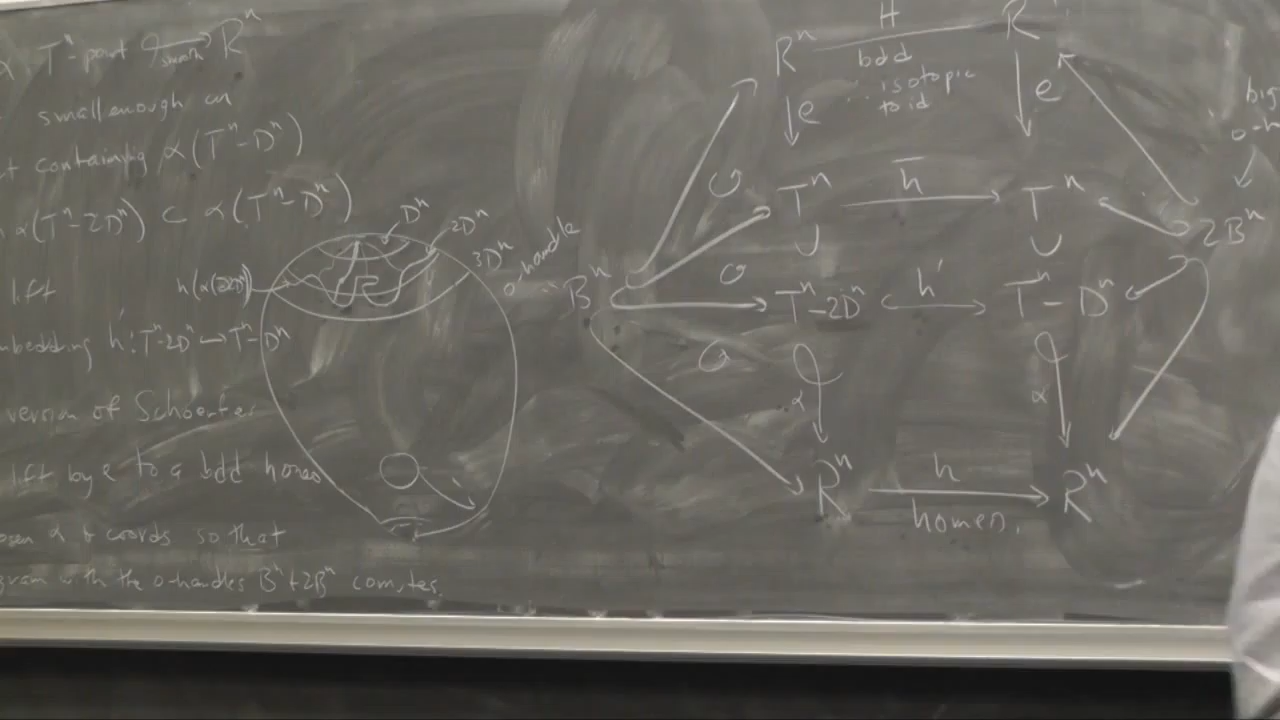 α T^n-point ↬ R^n
smooth
small enough on
containing α(T^n-D^n)
α(T^n-2D^n) ⊂ α(T^n-D^n)
lift
embedding h': T^n-2D^n ↪ T^n-D^n
version of Schoenflies
lift by e to a bdd homeo
α + coords so that
with the 0-handles B^n + 2B^n commutes.
D^n
2D^n
3D^n
h(α(∂2D^n))
0-handle
B^n
R^n H R^n
bdd
∴ isotopic
to id
e e
T^n h̄ T^n
∪ ∪
T^n-2D^n h' T^n-D^n
α α
R^n h R^n
homeo.
big
0-h
2B^n